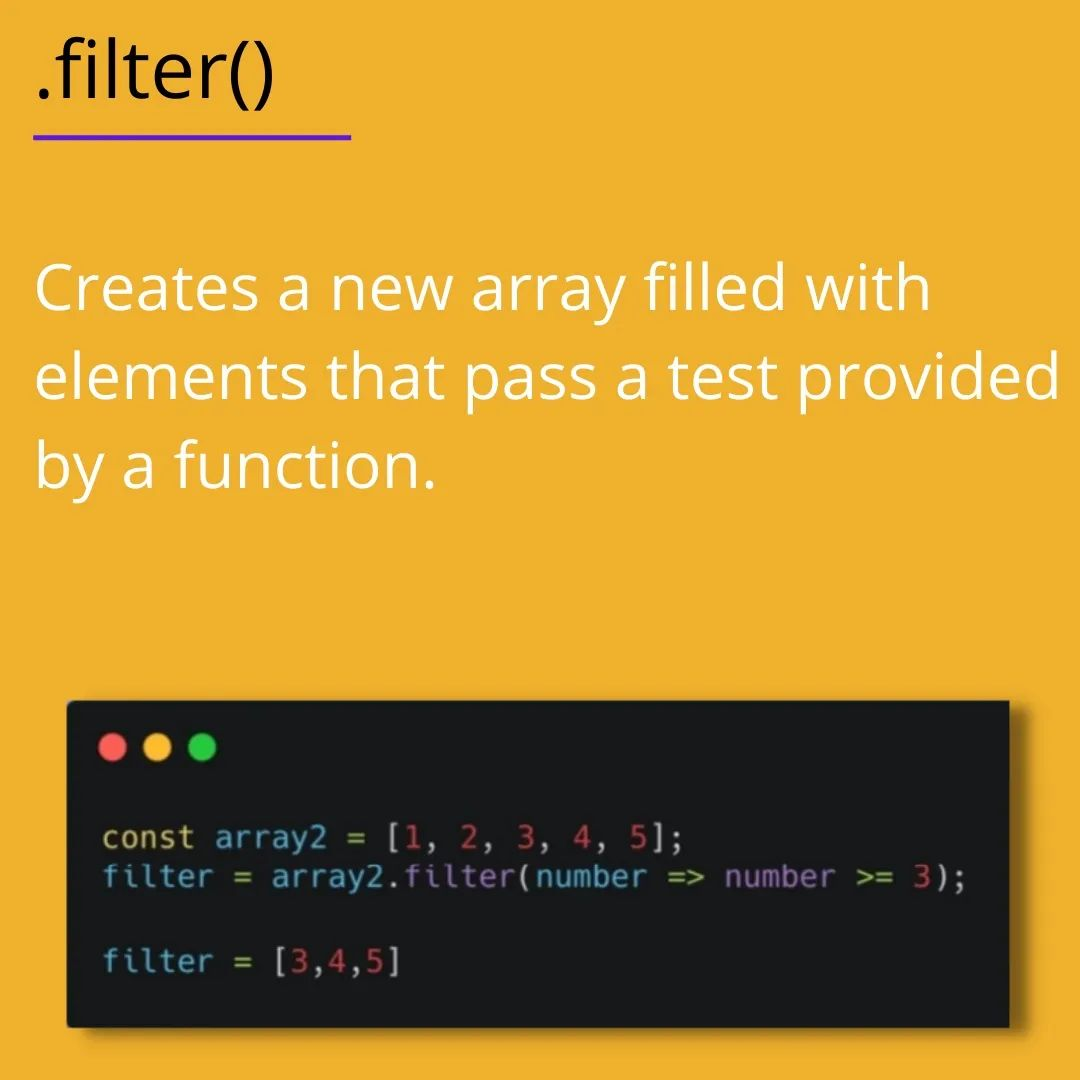 .filter()
Creates a new array filled with
elements that pass a test provided
by a function.
const array2 = [1, 2, 3, 4, 5];
filter = array2.filter(number => number >= 3);
filter = [3,4,5]